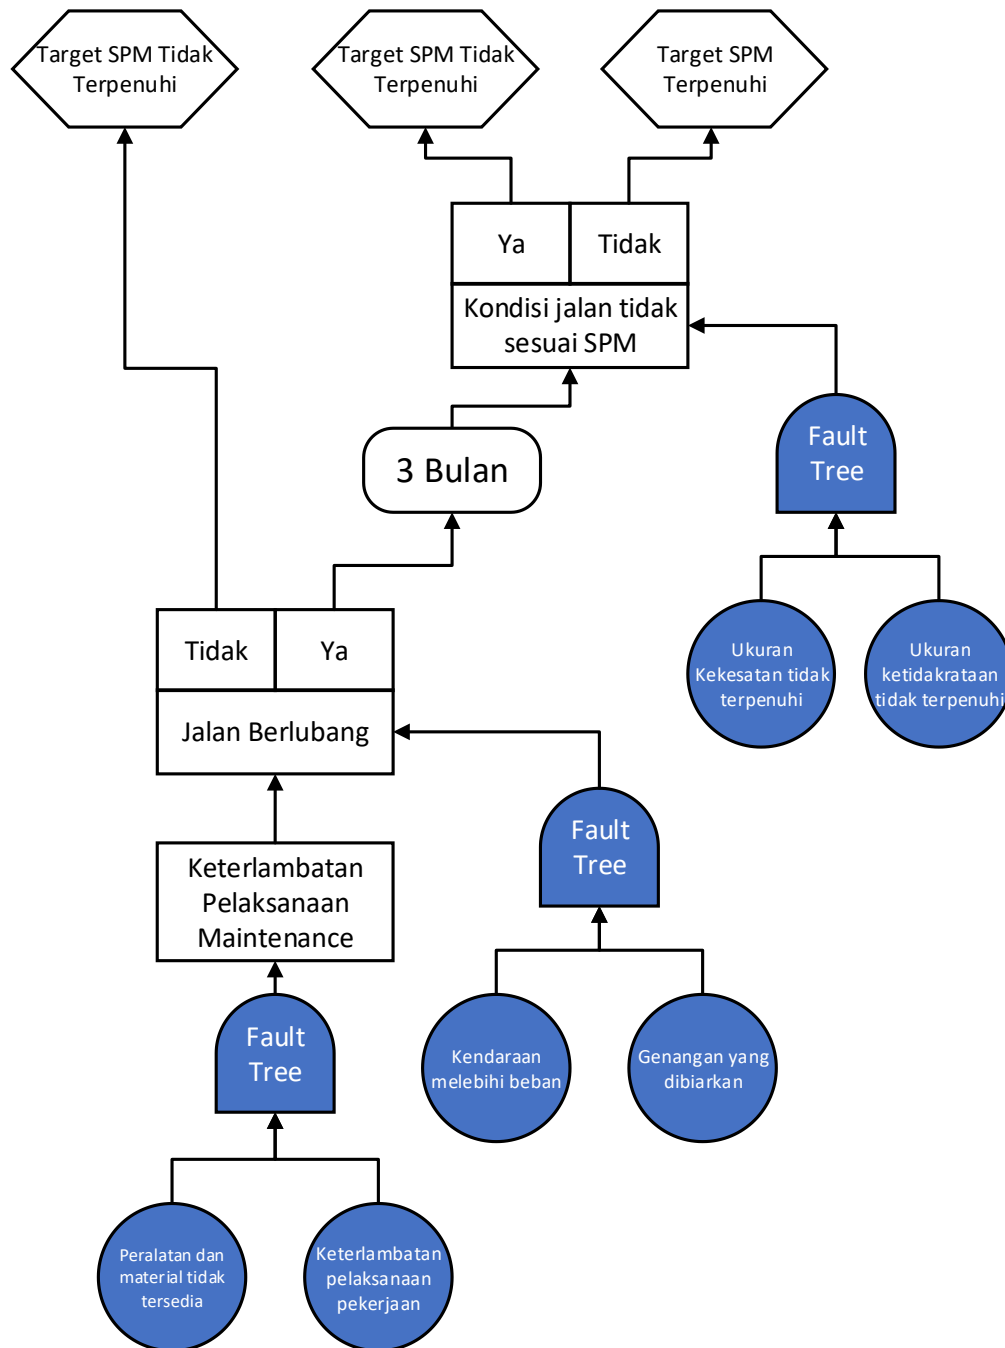 Target SPM Tidak
Terpenuhi
Target SPM Tidak
Terpenuhi
Target SPM
Terpenuhi
Ya
Tidak
Kondisi jalan tidak
sesuai SPM
Fault
Tree
3 Bulan
Ukuran
Kekesatan tidak
terpenuhi
Ukuran
ketidakrataan
tidak terpenuhi
Tidak
Ya
Jalan Berlubang
Fault
Tree
Keterlambatan
Pelaksanaan
Maintenance
Kendaraan
melebihi beban
Genangan yang
dibiarkan
Fault
Tree
Peralatan dan
material tidak
tersedia
Keterlambatan
pelaksanaan
pekerjaan